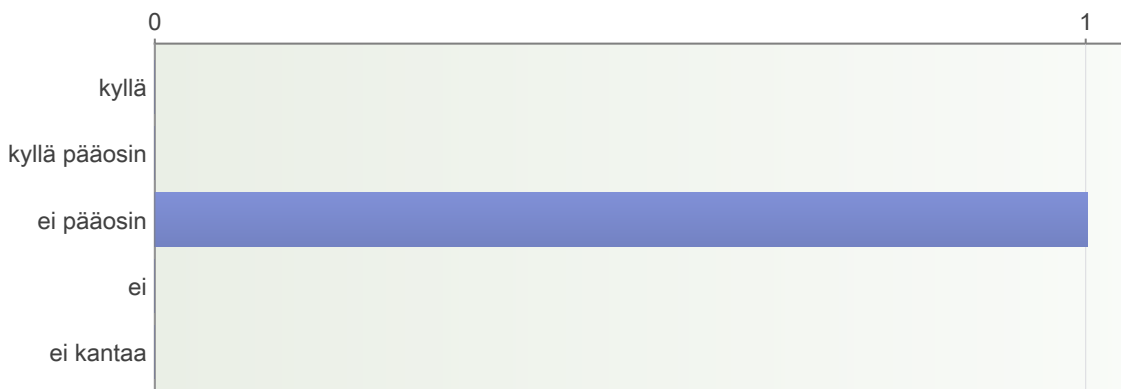 0 1
kyllä
kyllä pääosin
ei pääosin
ei
ei kantaa